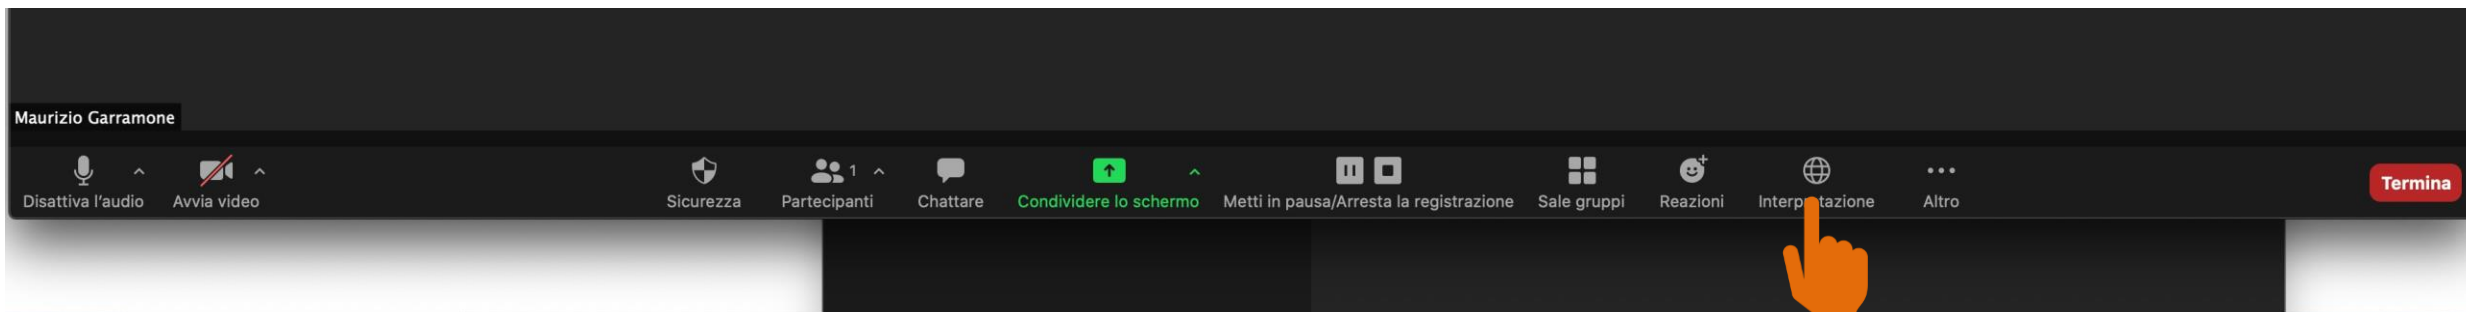 Maurizio Garramone
Disattiva l'audio
Avvia video
Sicurezza
1
Partecipanti
Chattare
Condividere lo schermo
Metti in pausa/Arresta la registrazione
Sale gruppi
Reazioni
Interpretazione
Altro
Termina